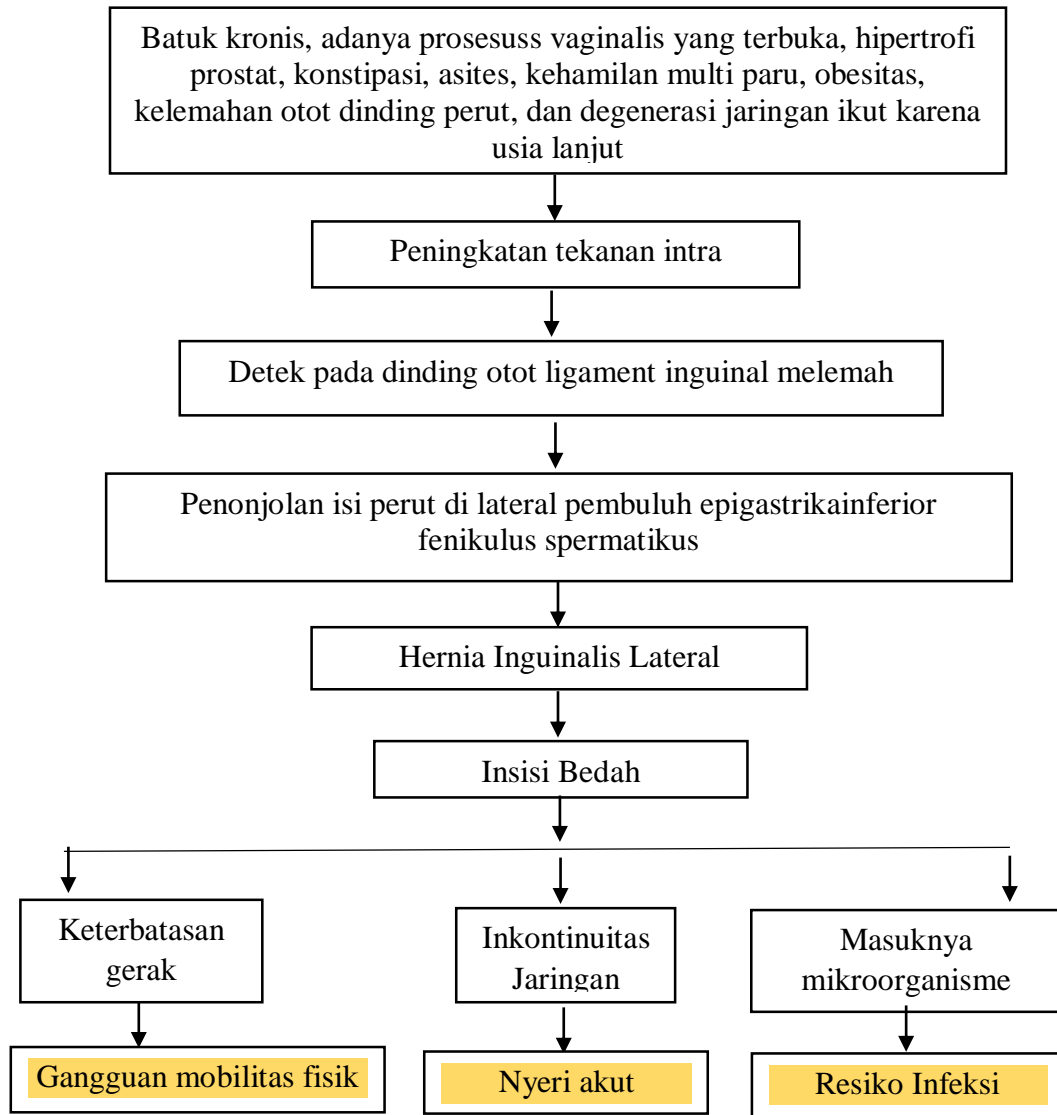 Batuk kronis, adanya prosesuss vaginalis yang terbuka, hipertrofi
prostat, konstipasi, asites, kehamilan multi paru, obesitas,
kelemahan otot dinding perut, dan degenerasi jaringan ikut karena
usia lanjut
Peningkatan tekanan intra
Detek pada dinding otot ligament inguinal melemah
Penonjolan isi perut di lateral pembuluh epigastrikainferior
fenikulus spermatikus
Hernia Inguinalis Lateral
Insisi Bedah
Keterbatasan
gerak
Inkontinuitas
Jaringan
Masuknya
mikroorganisme
Gangguan mobilitas fisik
Nyeri akut
Resiko Infeksi